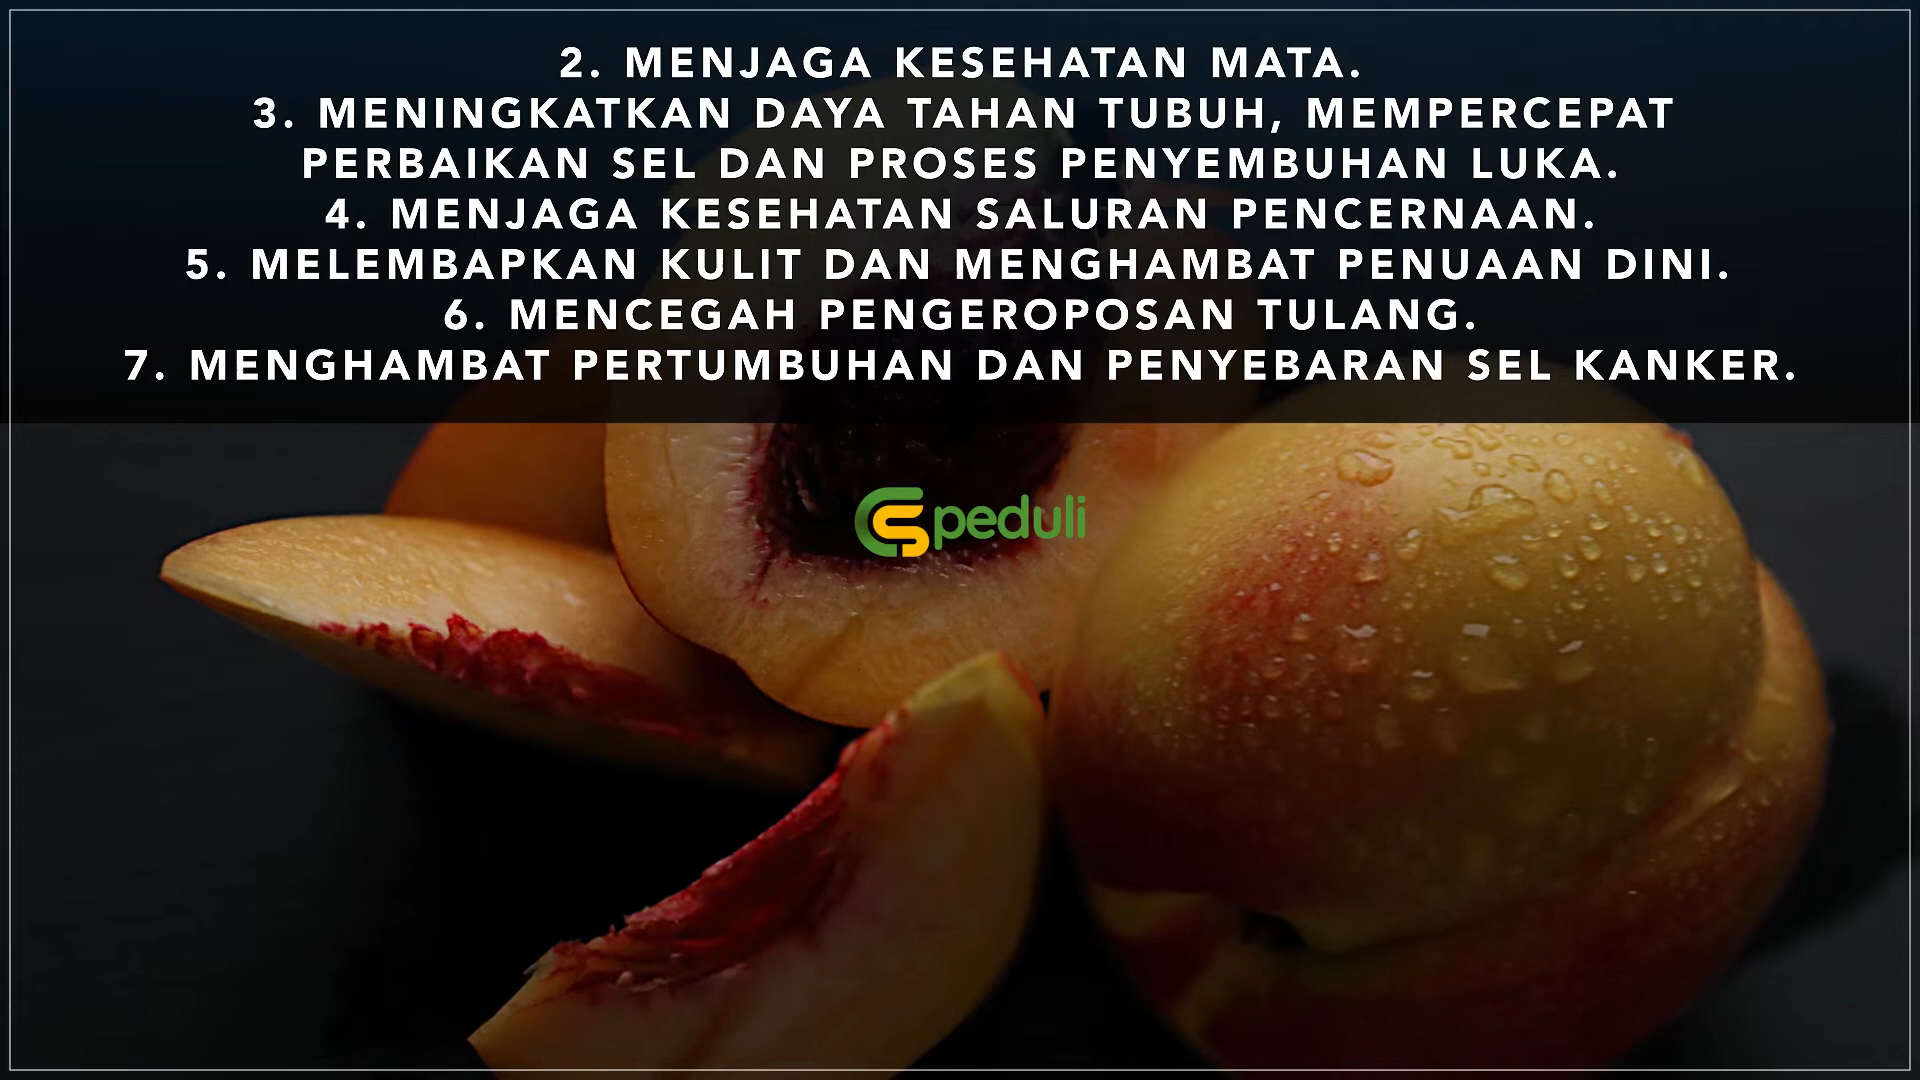 2. MENJAGA KESEHATAN MATA.
3. MENINGKATKAN DAYA TAHAN TUBUH, MEMPERCEPAT
PERBAIKAN SEL DAN PROSES PENYEMBUHAN LUKA.
4. MENJAGA KESEHATAN SALURAN PENCERNAAN.
5. MELEMBAPKAN KULIT DAN MENGHAMBAT PENUAAN DINI.
6. MENCEGAH PENGEROPOSAN TULANG.
7. MENGHAMBAT PERTUMBUHAN DAN PENYEBARAN SEL KANKER.
CS peduli